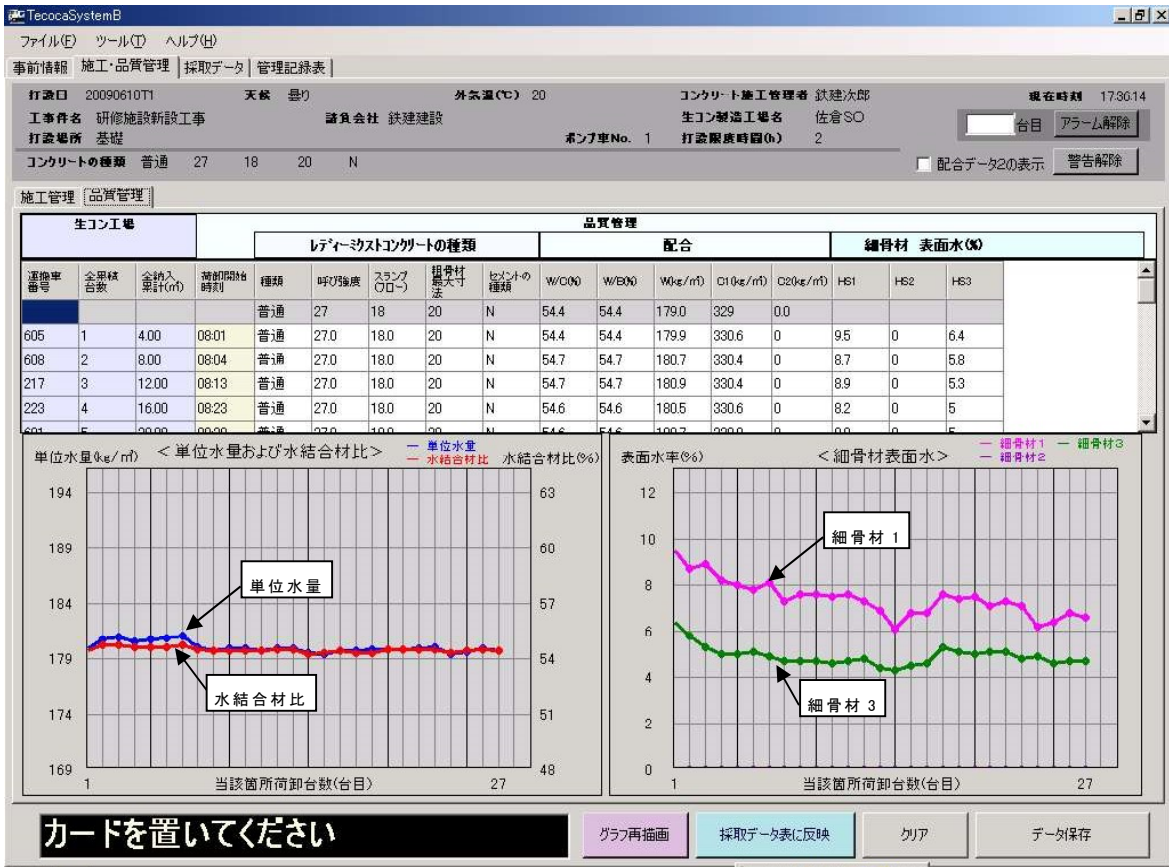 TecocaSystemB
ファイル(F) ツール(T) ヘルプ(H)
事前情報 施工・品質管理 採取データ 管理記録表
打設日 20090610T1 天候 曇り 外気温(℃) 20 コンクリート施工管理者 鉄建次郎 現在時刻 17:30:14
工事件名 研修施設新設工事 請負会社 鉄建建設 生コン製造工場名 佐倉SO 台目 アラーム解除
打設場所 基礎 ポンプ車No. 1 打設限度時間(h) 2
コンクリートの種類 普通 27 18 20 N 配合データ2の表示 警告解除
施工管理 品質管理
生コン工場 品質管理
レディーミクストコンクリートの種類 配合 細骨材 表面水(%)
運搬車番号 全累積台数 全納入累計(㎥) 荷卸開始時刻 種類 呼び強度 スランプ(フロー) 粗骨材最大寸法 セメントの種類 W/C(%) W/B(%) W(kg/㎥) C1(kg/㎥) C2(kg/㎥) HS1 HS2 HS3
普通 27 18 20 N 54.4 54.4 179.0 329 0.0
605 1 4.00 08:01 普通 27.0 18.0 20 N 54.4 54.4 179.9 330.6 0 9.5 0 6.4
608 2 8.00 08:04 普通 27.0 18.0 20 N 54.7 54.7 180.7 330.4 0 8.7 0 5.8
217 3 12.00 08:13 普通 27.0 18.0 20 N 54.7 54.7 180.9 330.4 0 8.9 0 5.3
223 4 16.00 08:23 普通 27.0 18.0 20 N 54.6 54.6 180.5 330.6 0 8.2 0 5
単位水量(kg/㎥) <単位水量および水結合材比> 単位水量 水結合材比 水結合材比(%)
194 63
189 60
184 57
179 54
174 51
169 48
単位水量
水結合材比
1 当該箇所荷卸台数(台目) 27
表面水率(%) <細骨材表面水> 細骨材1 細骨材3
細骨材2
12
10
8
6
4
2
0
細骨材1
細骨材3
1 当該箇所荷卸台数(台目) 27
カードを置いてください グラフ再描画 採取データ表に反映 クリア データ保存